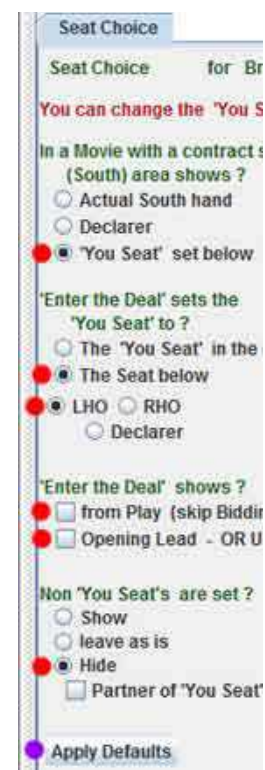 Seat Choice
Seat Choice for Br
You can change the 'You S
In a Movie with a contract s
(South) area shows ?
Actual South hand
Declarer
'You Seat' set below
'Enter the Deal' sets the
'You Seat' to ?
The 'You Seat' in the
The Seat below
LHO RHO
Declarer
'Enter the Deal' shows ?
from Play (skip Biddin
Opening Lead - OR U
Non 'You Seat's are set ?
Show
leave as is
Hide
Partner of 'You Seat'
Apply Defaults